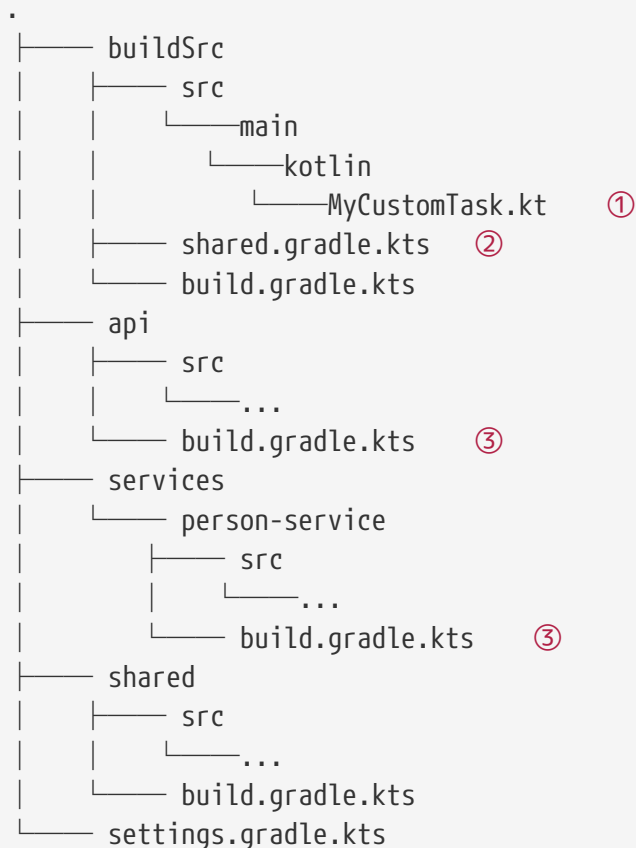 .
├── buildSrc
│   ├── src
│   │   └──main
│   │      └──kotlin
│   │         └──MyCustomTask.kt ①
│   ├── shared.gradle.kts ②
│   └── build.gradle.kts
├── api
│   ├── src
│   │   └──...
│   └── build.gradle.kts ③
├── services
│   └── person-service
│       ├── src
│       │   └──...
│       └── build.gradle.kts ③
├── shared
│   ├── src
│   │   └──...
│   └── build.gradle.kts
└── settings.gradle.kts